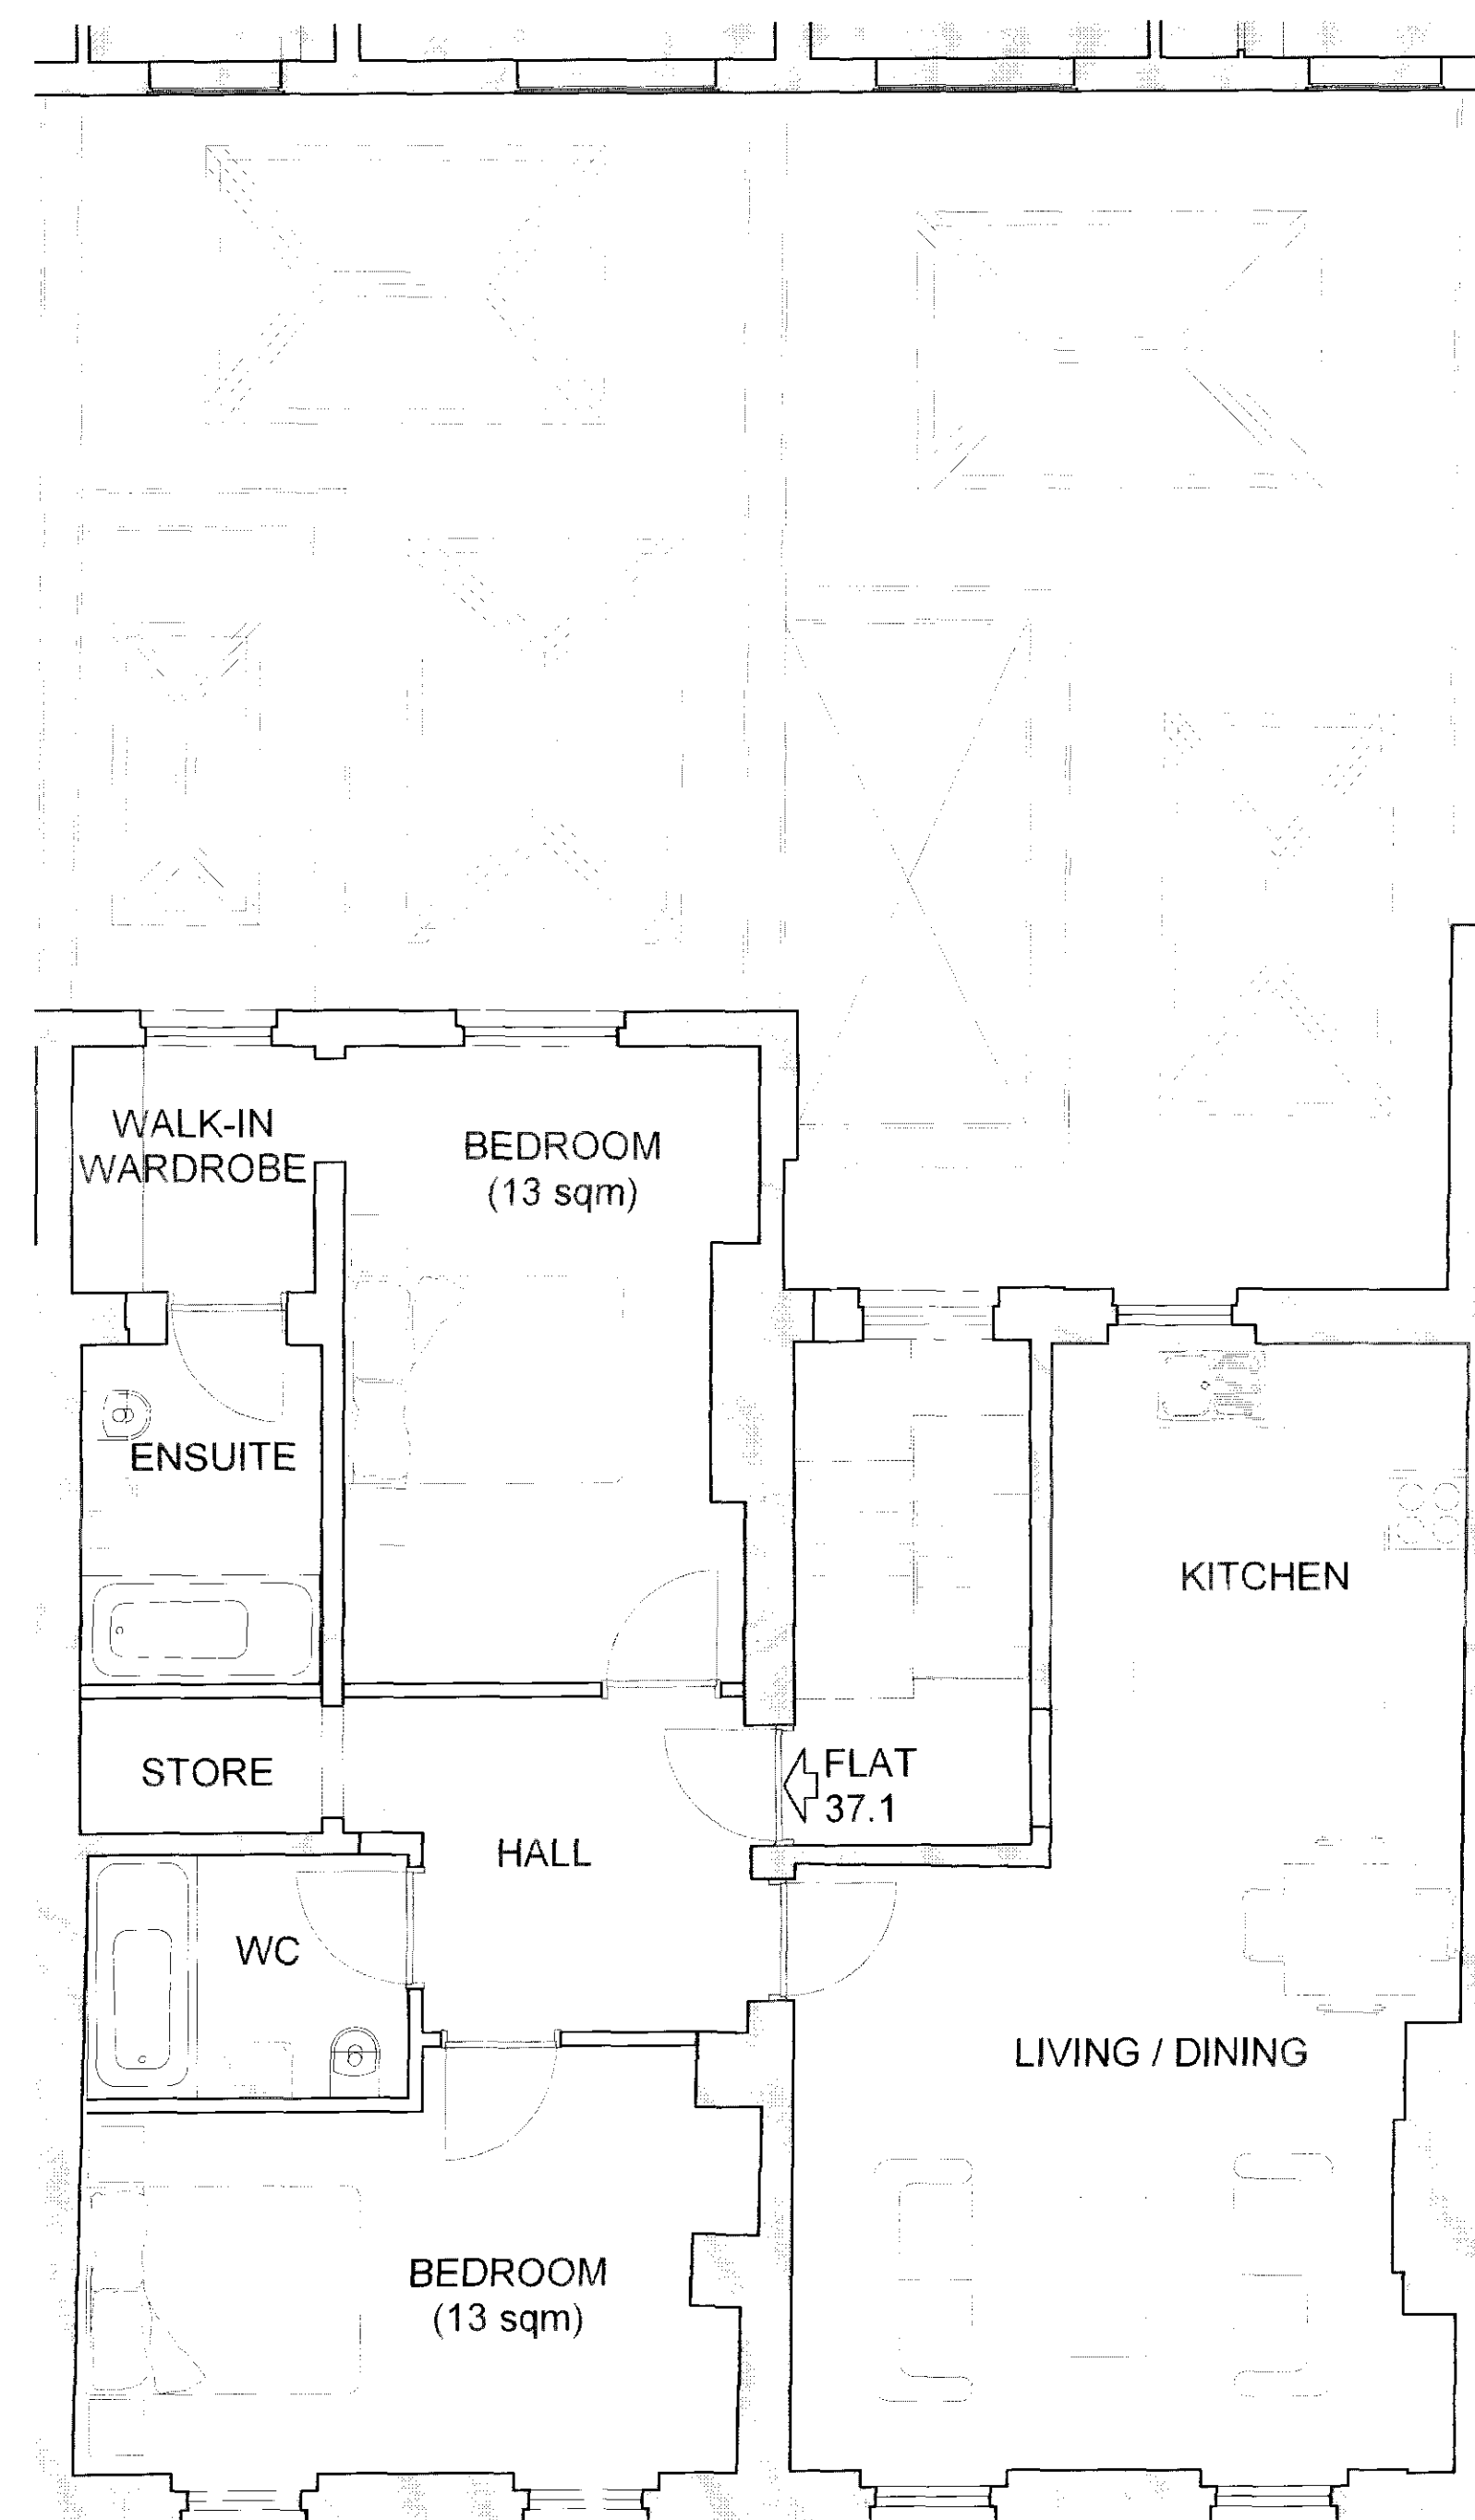 WALK-IN
WARDROBE
BEDROOM
(13 sqm)
ENSUITE
KITCHEN
STORE
FLAT
37.1
HALL
WC
LIVING / DINING
BEDROOM
(13 sqm)